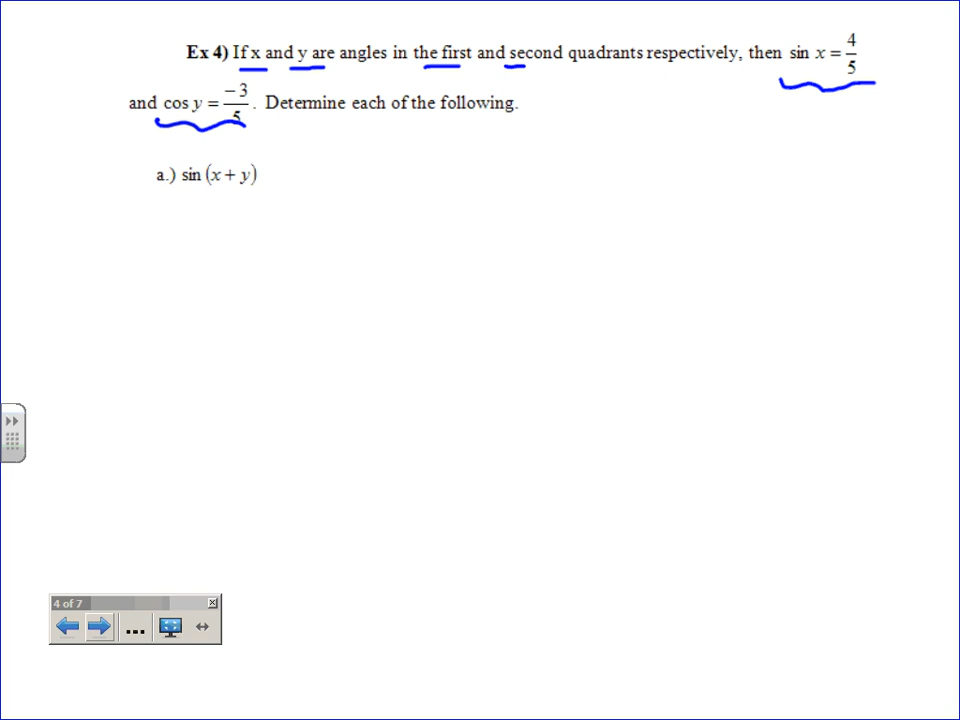 Ex 4) If x and y are angles in the first and second quadrants respectively, then sin x = 4/5
and cos y = -3/5. Determine each of the following.
a.) sin (x + y)
4 of 7
...